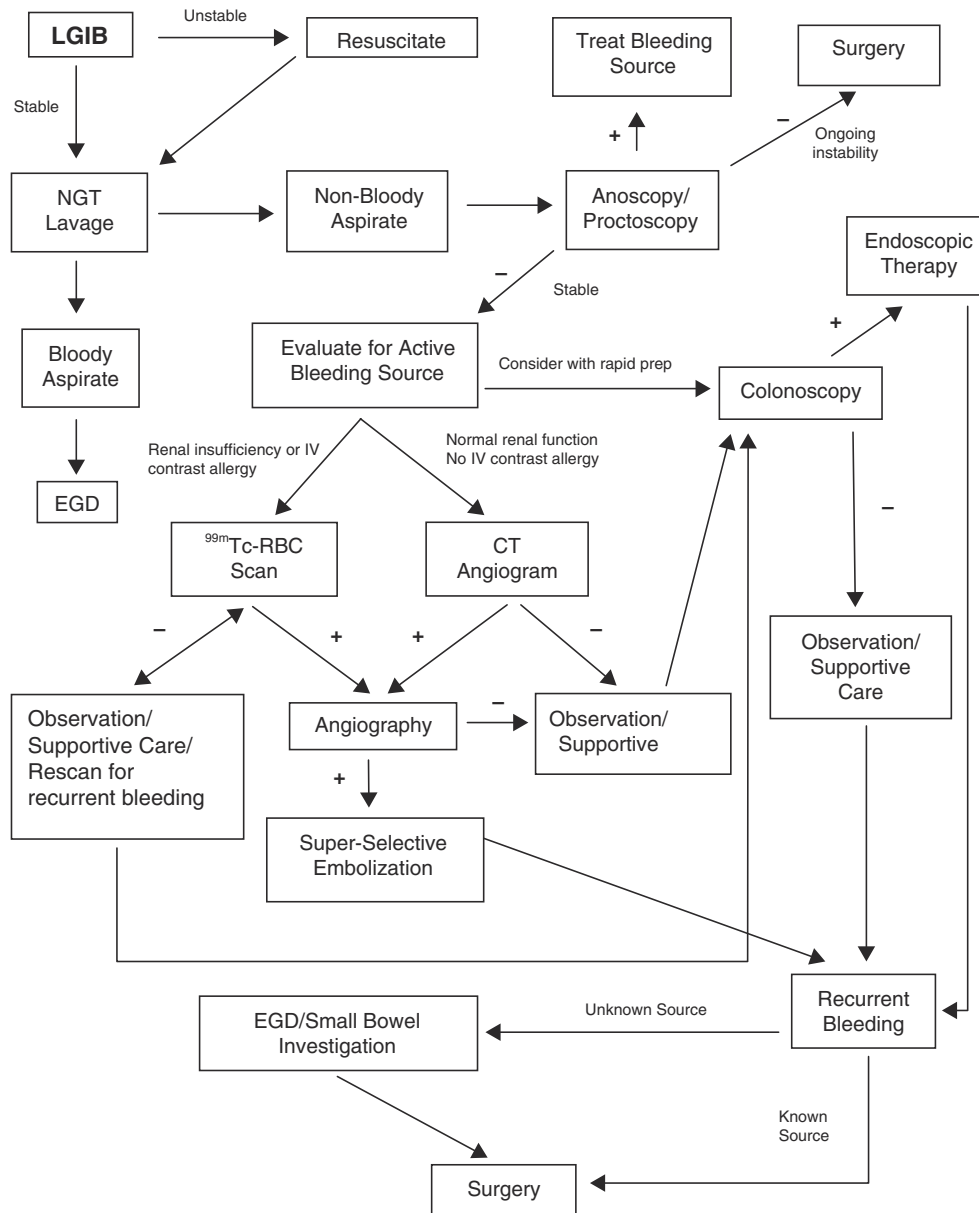 LGIB
Unstable
Resuscitate
Treat Bleeding
Source
Surgery
Stable
+
–
Ongoing
instability
NGT
Lavage
Non-Bloody
Aspirate
Anoscopy/
Proctoscopy
Endoscopic
Therapy
–
Stable
+
Bloody
Aspirate
Evaluate for Active
Bleeding Source
Consider with rapid prep
Colonoscopy
Renal insufficiency or IV
contrast allergy
Normal renal function
No IV contrast allergy
EGD
–
99mTc-RBC
Scan
CT
Angiogram
–
+
+
–
Observation/
Supportive
Care
Observation/
Supportive Care/
Rescan for
recurrent bleeding
Angiography
–
Observation/
Supportive
+
Super-Selective
Embolization
Recurrent
Bleeding
Unknown Source
EGD/Small Bowel
Investigation
Known
Source
Surgery